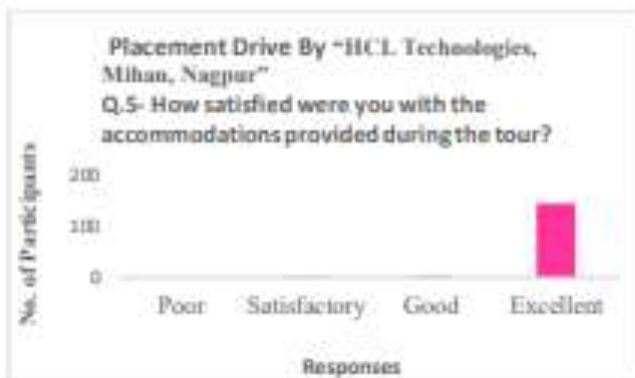 Placement Drive By "HCL Technologies,
Mihan, Nagpur"
Q.5- How satisfied were you with the
accommodations provided during the tour?
No. of Participants
200
100
0
Poor Satisfactory Good Excellent
Responses